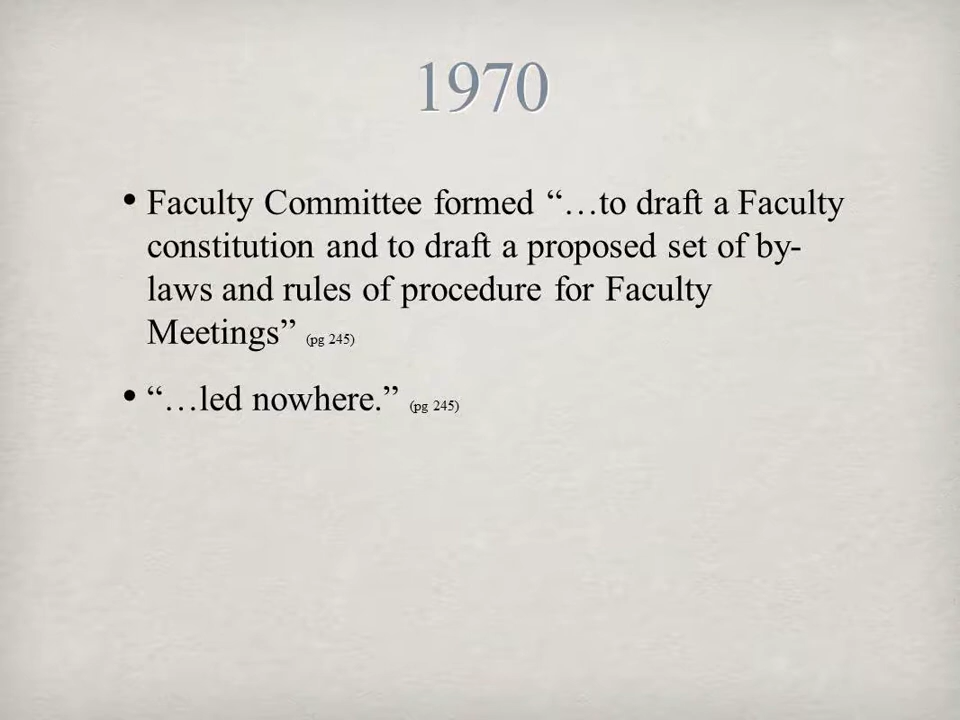 1970
• Faculty Committee formed “…to draft a Faculty
constitution and to draft a proposed set of by-
laws and rules of procedure for Faculty
Meetings” (pg 245)
• “…led nowhere.” (pg 245)